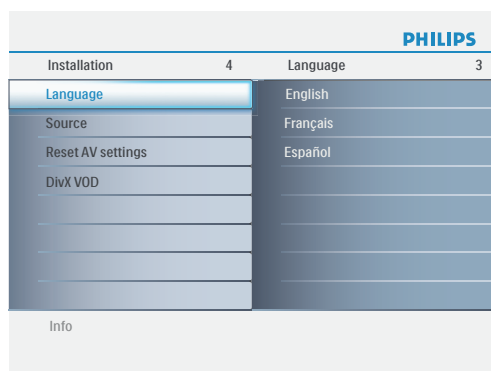 PHILIPS
Installation 4 Language 3
Language English
Source Français
Reset AV settings Español
DivX VOD
Info